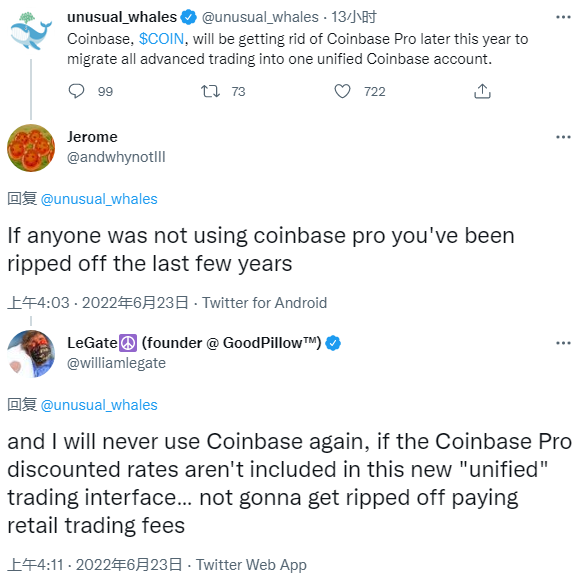 unusual_whales @unusual_whales · 13小时
Coinbase, $COIN, will be getting rid of Coinbase Pro later this year to
migrate all advanced trading into one unified Coinbase account.
99 73 722
Jerome
@andwhynotIII
回复 @unusual_whales
If anyone was not using coinbase pro you've been
ripped off the last few years
上午4:03 · 2022年6月23日 · Twitter for Android
LeGate☮ (founder @ GoodPillow™)
@williamlegate
回复 @unusual_whales
and I will never use Coinbase again, if the Coinbase Pro
discounted rates aren't included in this new "unified"
trading interface... not gonna get ripped off paying
retail trading fees
上午4:11 · 2022年6月23日 · Twitter Web App